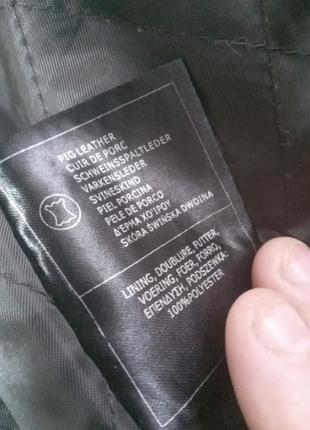 PIG LEATHER
CUIR DE PORC
SCHWEINSSPALTLEDER
VARKENSLEDER
SVINESKIND
PIEL PORCINA
PELE DE PORCO
ΔΕΡΜΑ ΧΟΙΡΟΥ
SKÓRA ŚWIŃSKA DWOINA
LINING, DOUBLURE, FUTTER,
VOERING, FOER, FORRO,
ΕΠΕΝΔΥΣΗ, PODSZEWKA:
100%POLYESTER